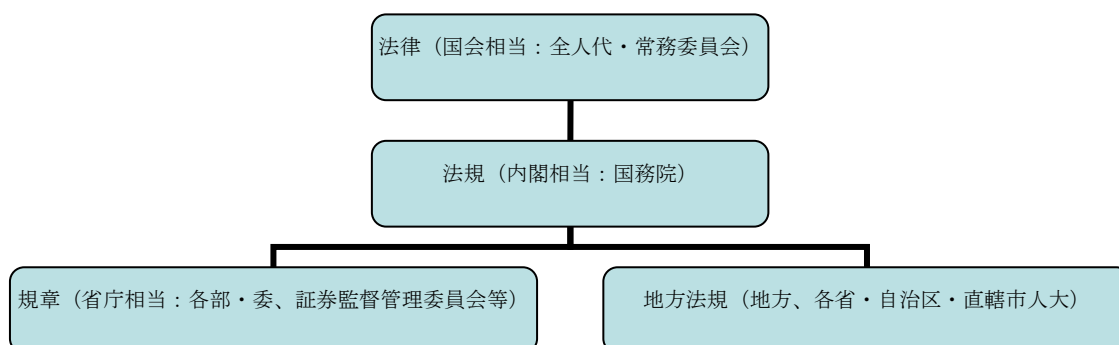 法律（国会相当：全人代・常務委員会）
法規（内閣相当：国務院）
規章（省庁相当：各部・委、証券監督管理委員会等）
地方法規（地方、各省・自治区・直轄市人大）